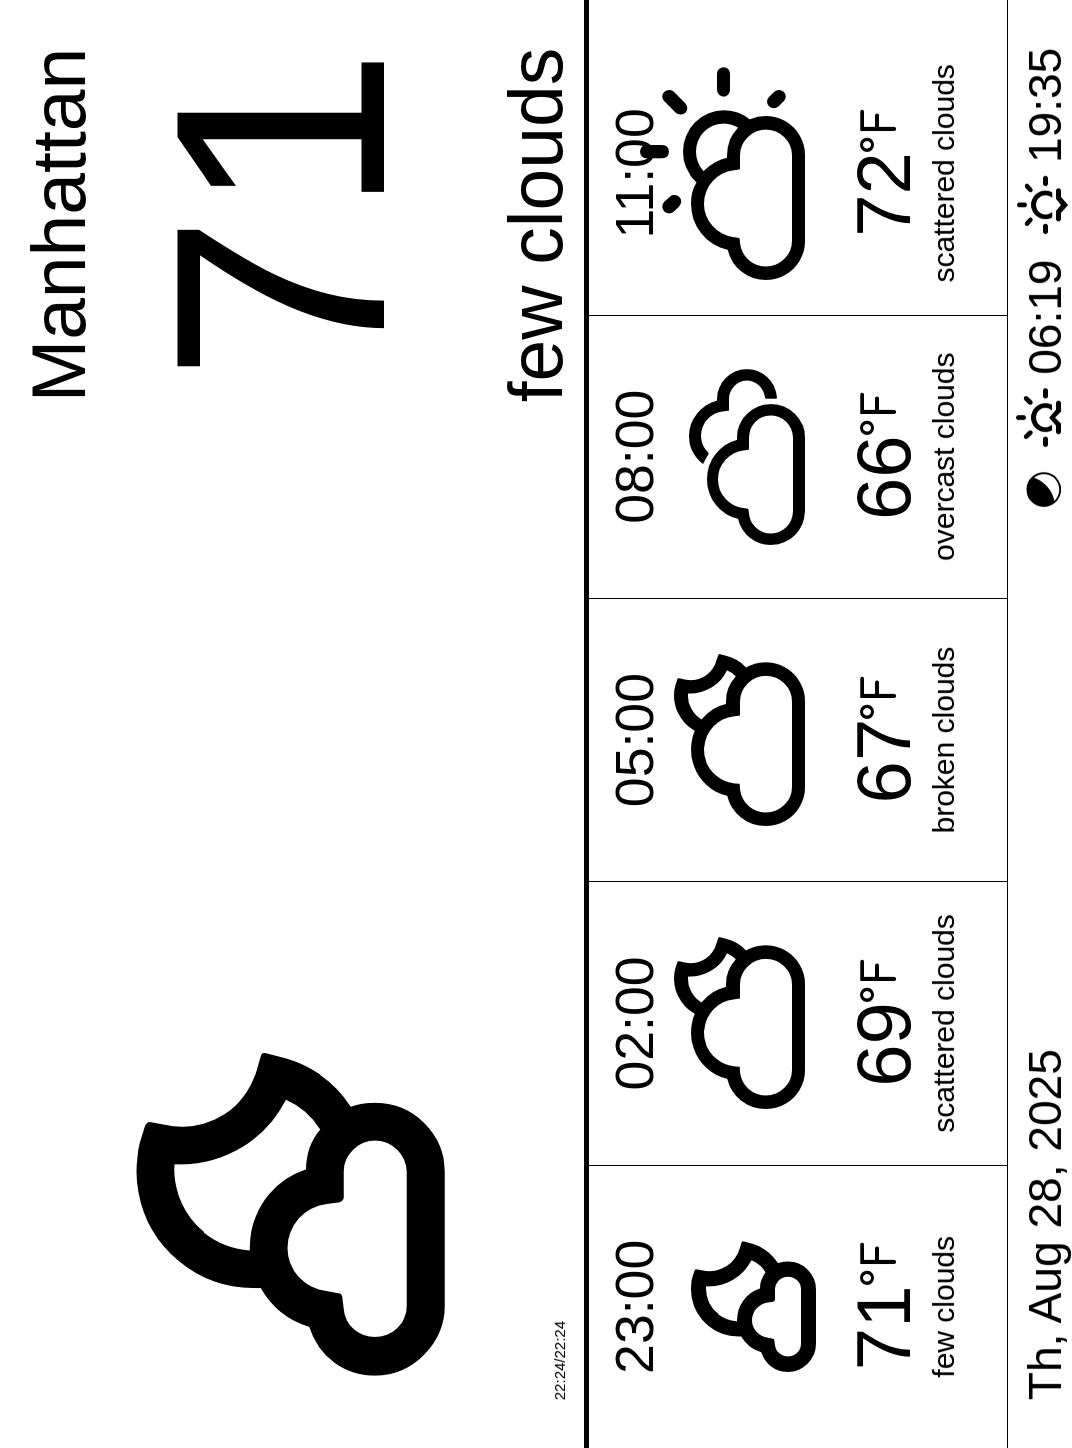 Manhattan
71
few clouds
22:24/22:24
23:00 02:00 05:00 08:00 11:00
71°F 69°F 67°F 66°F 72°F
few clouds scattered clouds broken clouds overcast clouds scattered clouds
Th, Aug 28, 2025 06:19 19:35